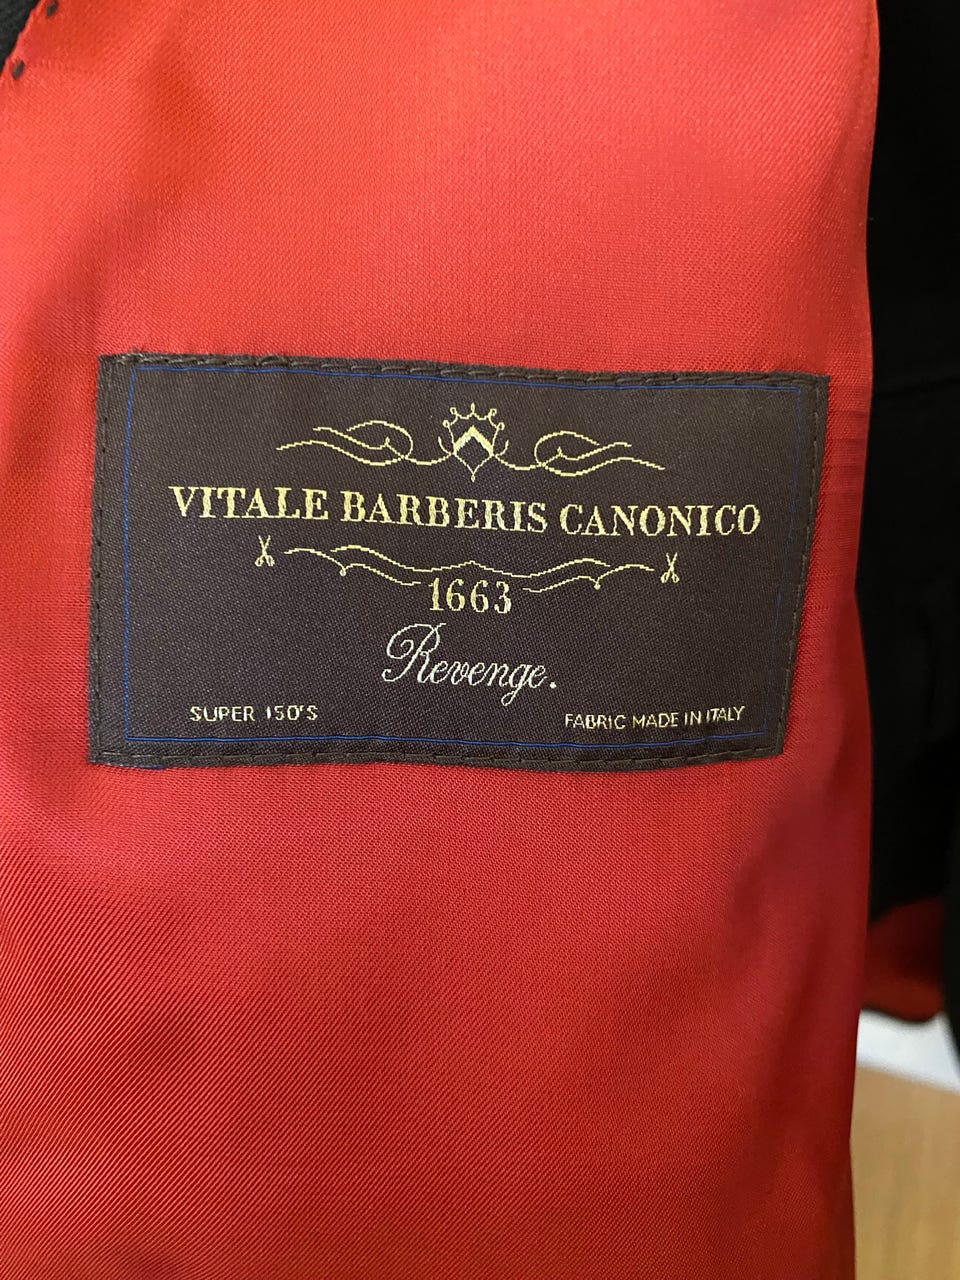 VITALE BARBERIS CANONICO
1663
Revenge.
SUPER 150'S
FABRIC MADE IN ITALY